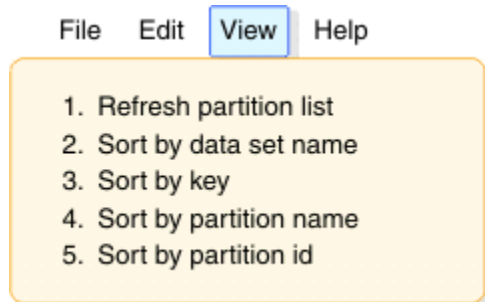 File Edit View Help
1. Refresh partition list
2. Sort by data set name
3. Sort by key
4. Sort by partition name
5. Sort by partition id